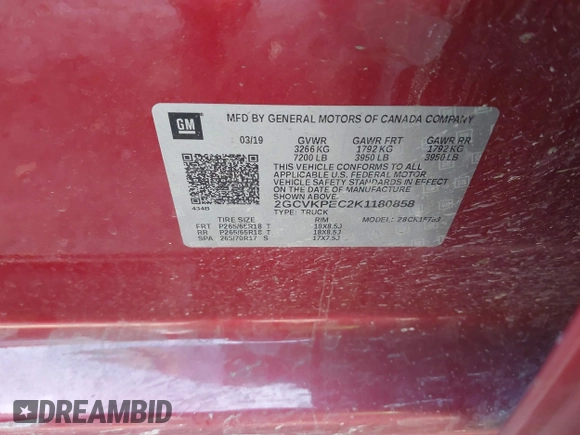 GM
MFD BY GENERAL MOTORS OF CANADA COMPANY
03/19 GVWR GAWR FRT GAWR RR
3266 KG 1792 KG 1792 KG
7200 LB 3950 LB 3950 LB
THIS VEHICLE CONFORMS TO ALL
APPLICABLE U.S. FEDERAL MOTOR
VEHICLE SAFETY STANDARDS IN EFFECT
ON THE DATE OF MANUFACTURE
SHOWN ABOVE.
2GCVKPEC2K1180858
TYPE: TRUCK MODEL:
TIRE SIZE RIM
FRT P265/65R18 T 18X8.5J
RR P265/65R18 T 18X8.5J
SPA 265/70R17 S 17X7.5J
DREAMBID